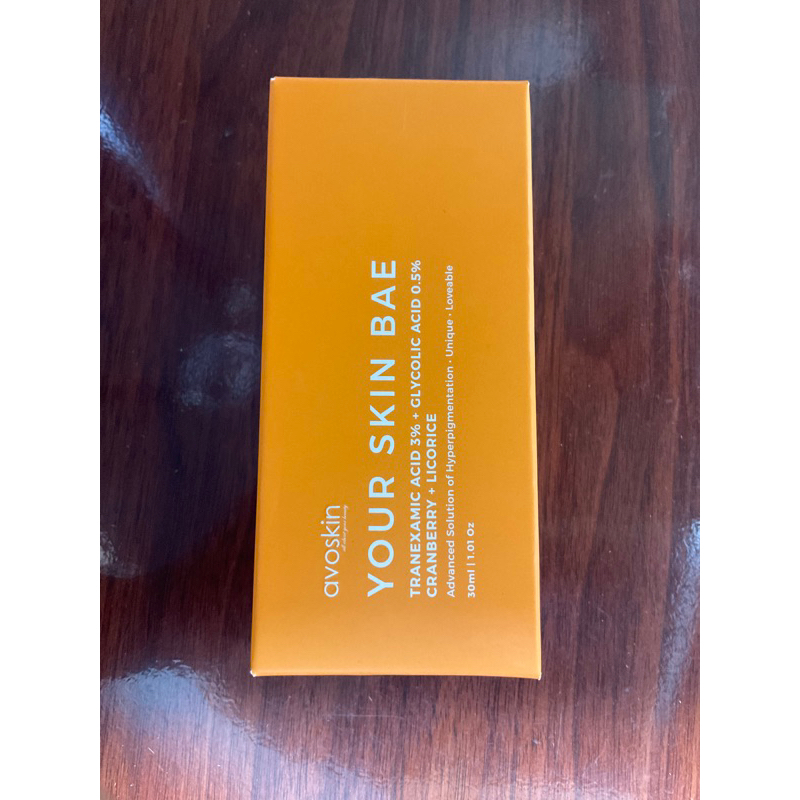 avoskin
YOUR SKIN BAE
TRANEXAMIC ACID 3% + GLYCOLIC ACID 0.5%
CRANBERRY + LICORICE
Advanced Solution of Hyperpigmentation · Unique · Loveable
30ml | 1.01 Oz